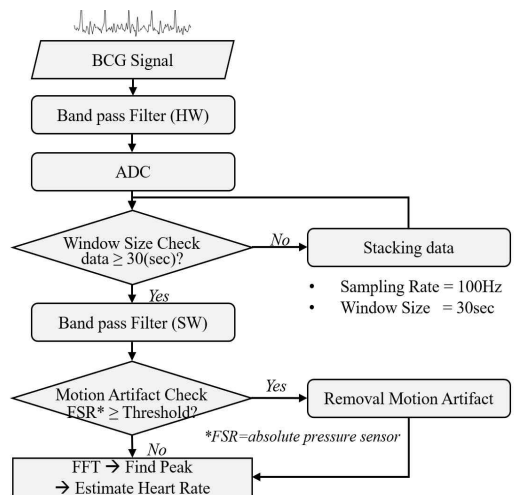 BCG Signal
Band pass Filter (HW)
ADC
Window Size Check
data ≥ 30(sec)?
No
Stacking data
• Sampling Rate = 100Hz
• Window Size = 30sec
Yes
Band pass Filter (SW)
Motion Artifact Check
FSR* ≥ Threshold?
Yes
Removal Motion Artifact
*FSR=absolute pressure sensor
No
FFT → Find Peak
→ Estimate Heart Rate